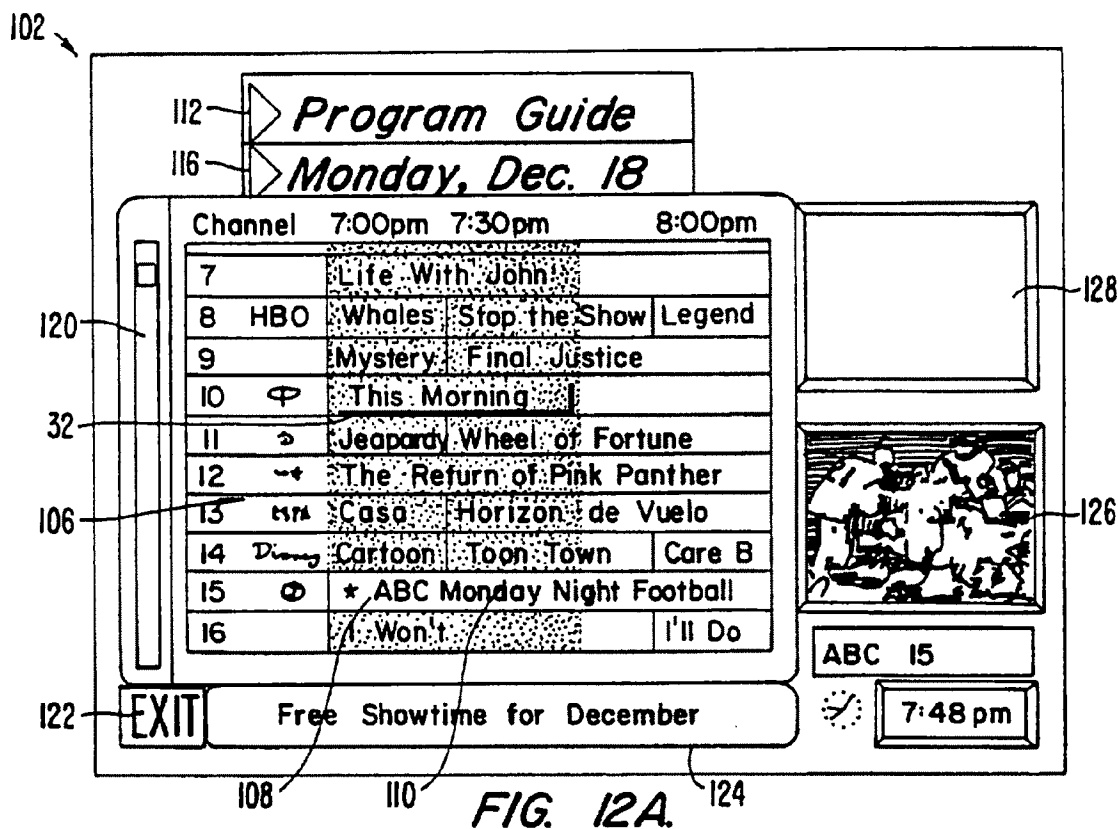 102
112
Program Guide
116
Monday, Dec. 18
Channel 7:00pm 7:30pm 8:00pm
7 Life With John
8 HBO Whales Stop the Show Legend
9 Mystery Final Justice
10 This Morning
11 Jeapardy Wheel of Fortune
12 The Return of Pink Panther
13 Casa Horizon de Vuelo
14 Disney Cartoon Toon Town Care B
15 * ABC Monday Night Football
16 I Won't I'll Do
120
32
106
128
126
ABC 15
122
EXIT
Free Showtime for December
7:48 pm
108
110
124
FIG. 12A.